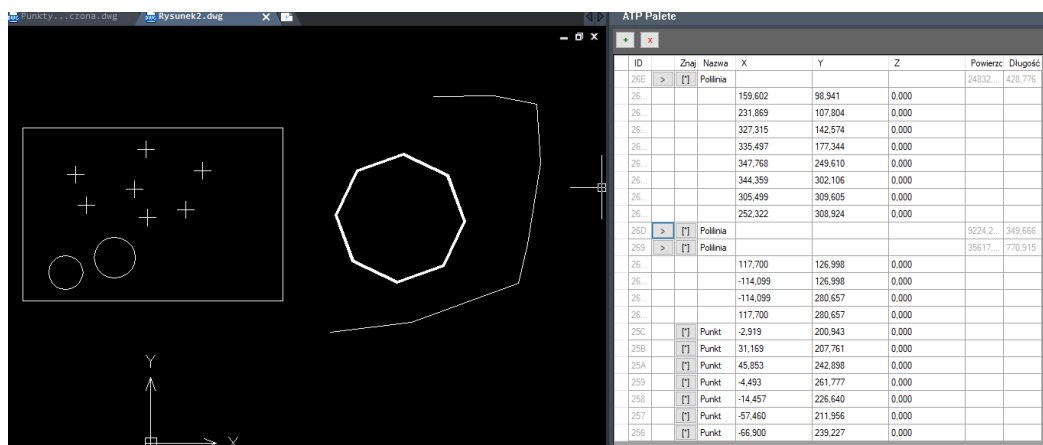 Punkty...czona.dwg Rysunek2.dwg X
ATP Palete
ID Znaj Nazwa X Y Z Powierzc Długość
26E > [*] Polilinia 24832,... 428,776
26... 159,602 98,941 0,000
26... 231,869 107,804 0,000
26... 327,315 142,574 0,000
26... 335,497 177,344 0,000
26... 347,768 249,610 0,000
26... 344,359 302,106 0,000
26... 305,499 309,605 0,000
26... 252,322 308,924 0,000
26D > [*] Polilinia 9224,2... 349,666
269 > [*] Polilinia 35617,... 770,915
26... 117,700 126,998 0,000
26... -114,099 126,998 0,000
26... -114,099 280,657 0,000
26... 117,700 280,657 0,000
25C [*] Punkt -2,919 200,943 0,000
25B [*] Punkt 31,169 207,761 0,000
25A [*] Punkt 45,853 242,898 0,000
259 [*] Punkt -4,493 261,777 0,000
258 [*] Punkt -14,457 226,640 0,000
257 [*] Punkt -57,460 211,956 0,000
256 [*] Punkt -66,900 239,227 0,000
Y
X